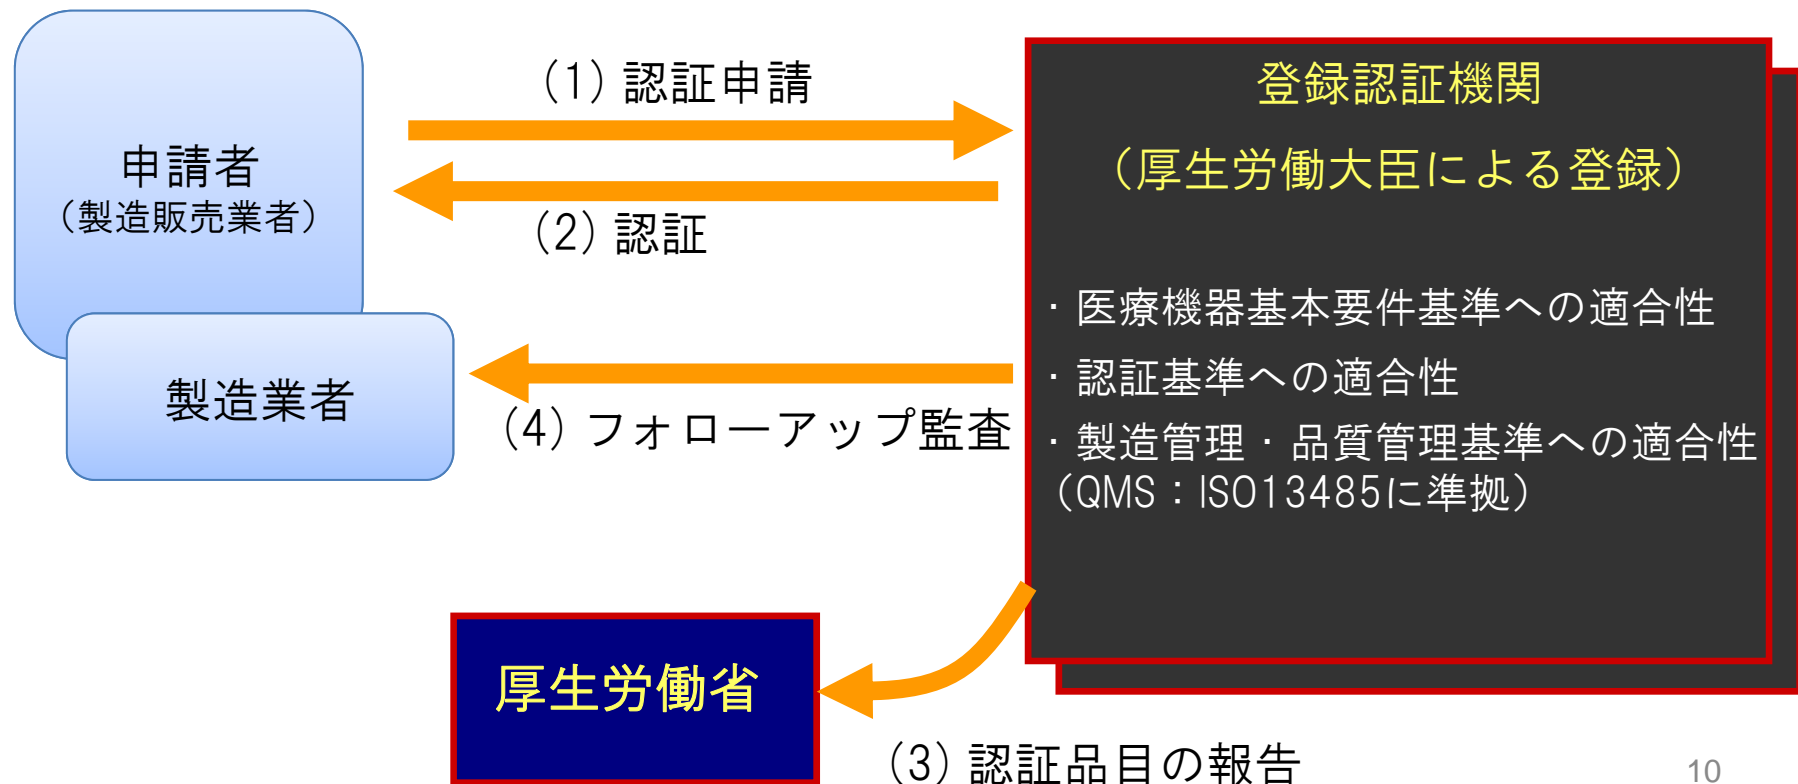 申請者
（製造販売業者）
製造業者
(1) 認証申請
(2) 認証
(4) フォローアップ監査
登録認証機関
（厚生労働大臣による登録）
・医療機器基本要件基準への適合性
・認証基準への適合性
・製造管理・品質管理基準への適合性
（QMS：ISO13485に準拠）
厚生労働省
(3) 認証品目の報告
10